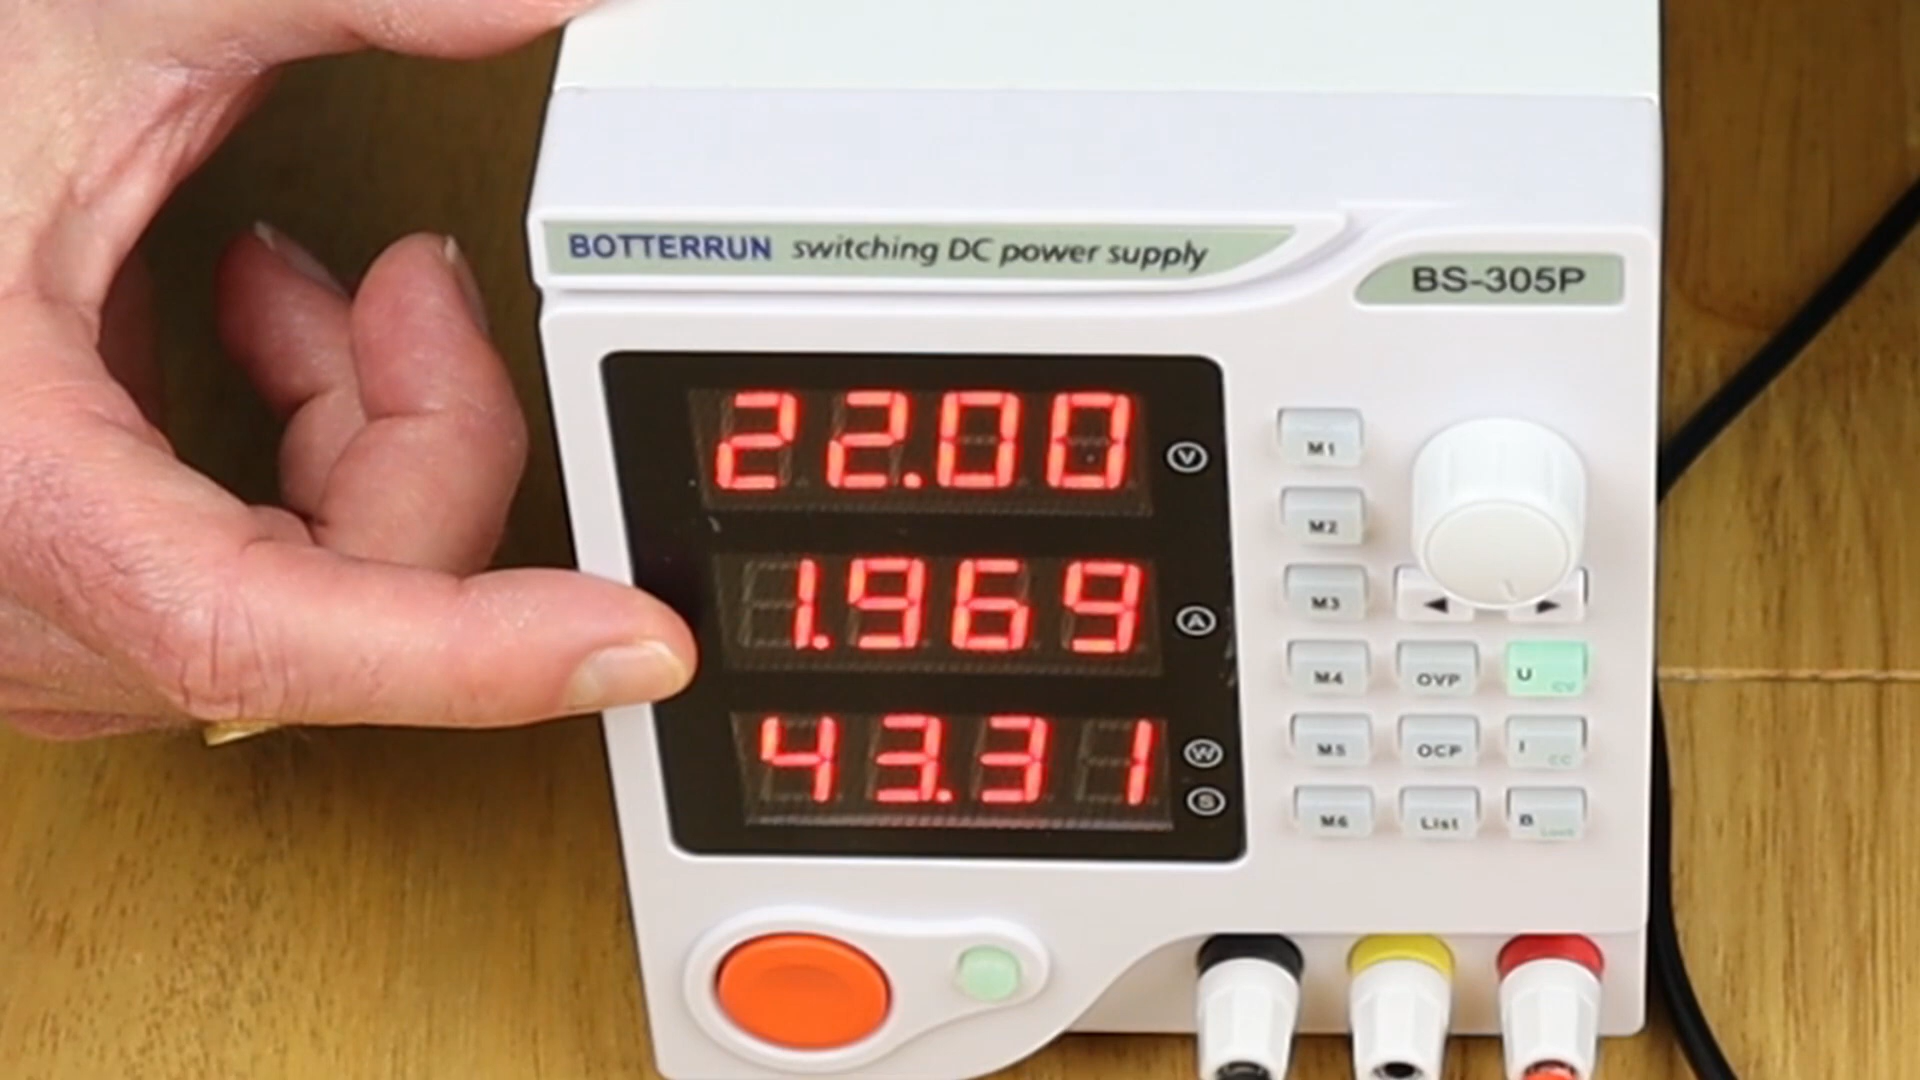 BOTTERRUN switching DC power supply
BS-305P
22.00 V
1.969 A
43.31 W
S
M1
M2
M3
◀ ▶
M4 OVP U CV
M5 OCP I CC
M6 List B Lock